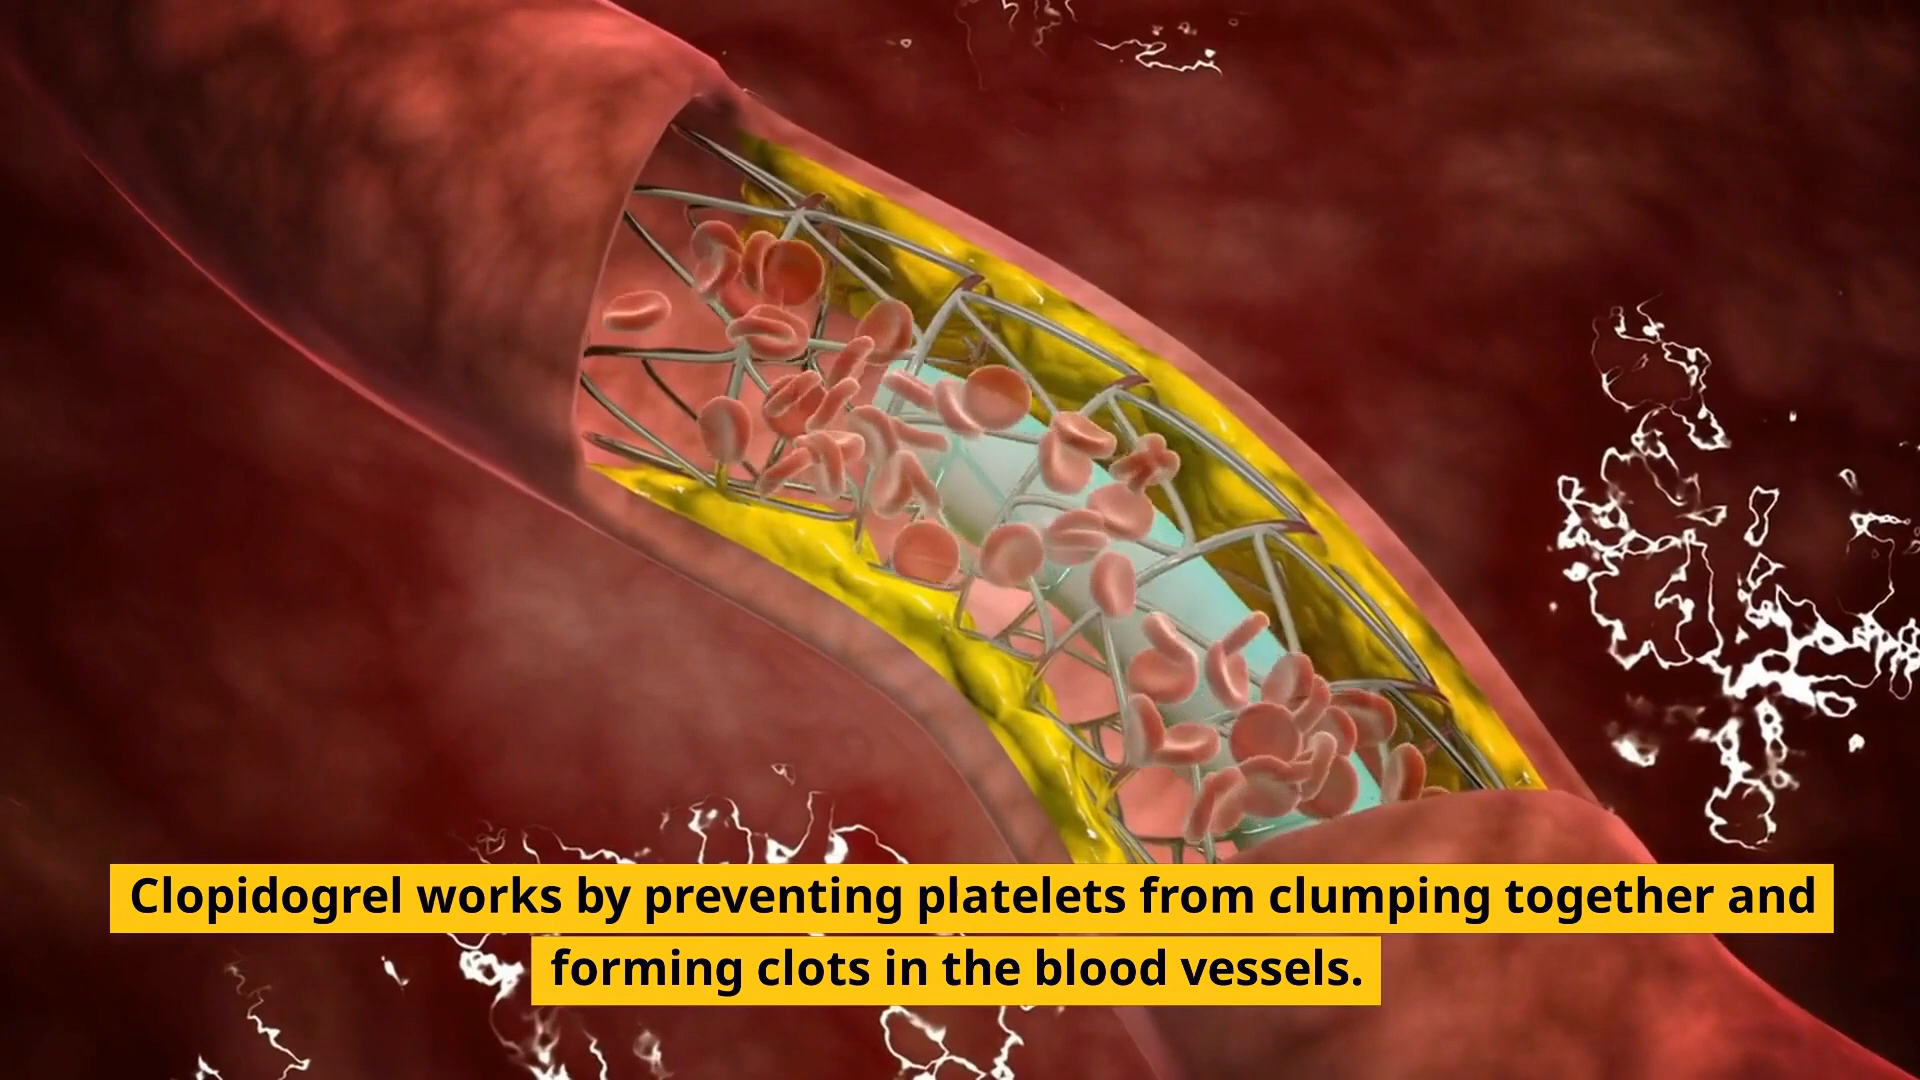 Clopidogrel works by preventing platelets from clumping together and
forming clots in the blood vessels.